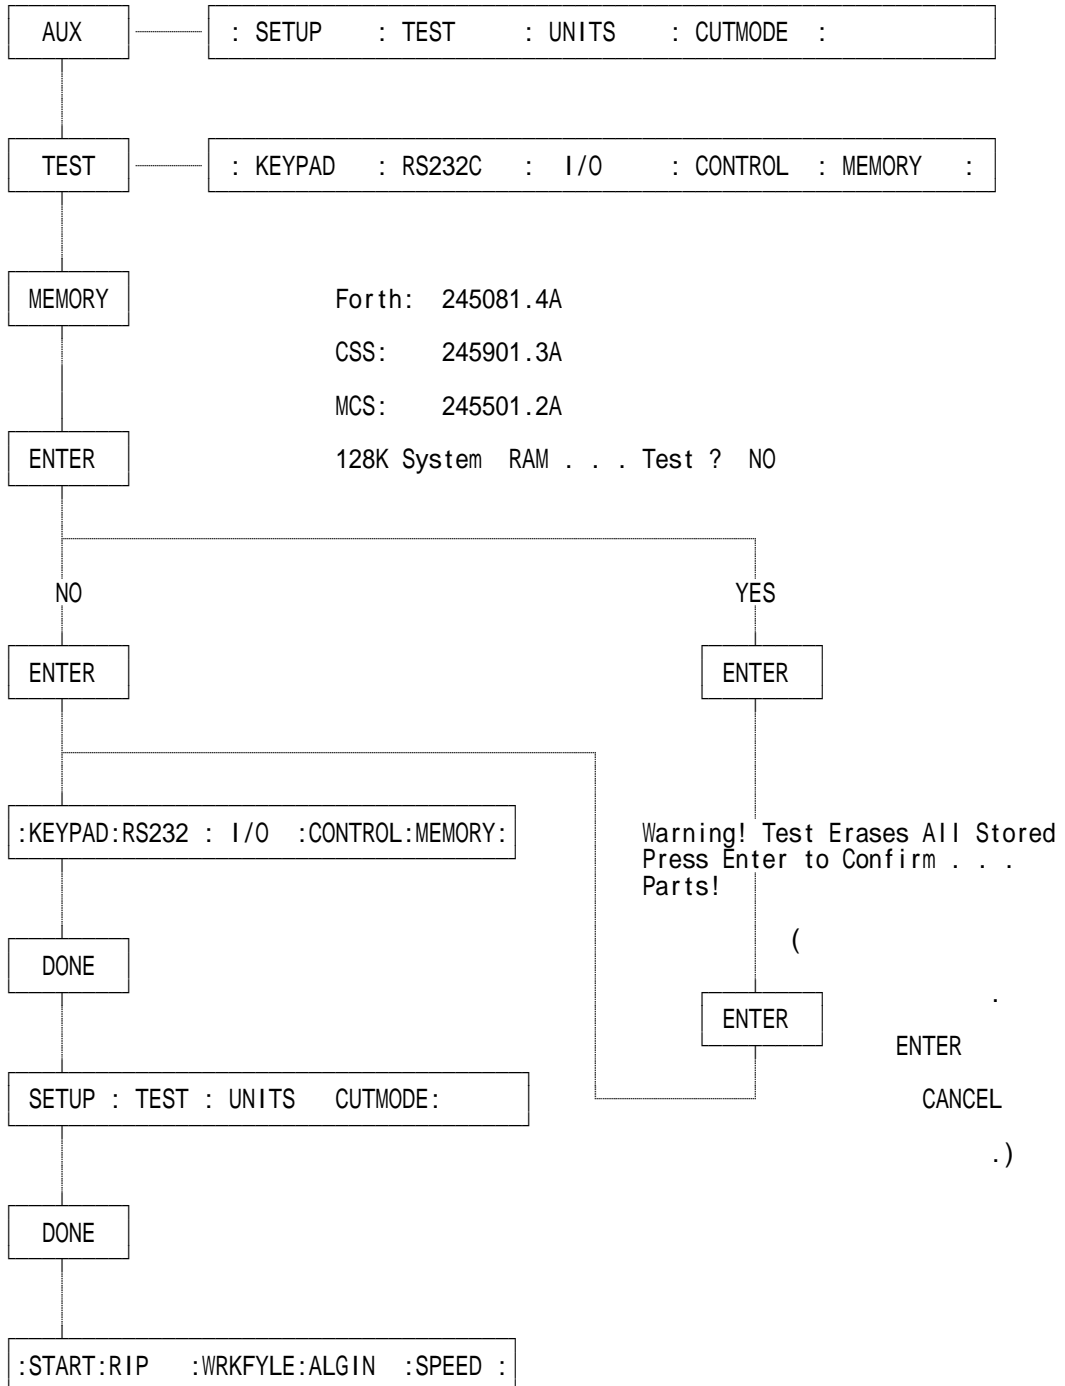 AUX : SETUP : TEST : UNITS : CUTMODE :
TEST : KEYPAD : RS232C : I/O : CONTROL : MEMORY :
MEMORY Forth: 245081.4A
CSS: 245901.3A
MCS: 245501.2A
ENTER 128K System RAM . . . Test ? NO
NO YES
ENTER ENTER
:KEYPAD:RS232 : I/O :CONTROL:MEMORY:
Warning! Test Erases All Stored
Press Enter to Confirm . . .
Parts!
(
DONE
.
ENTER
ENTER
SETUP : TEST : UNITS CUTMODE:
CANCEL
.)
DONE
:START:RIP :WRKFYLE:ALGIN :SPEED :